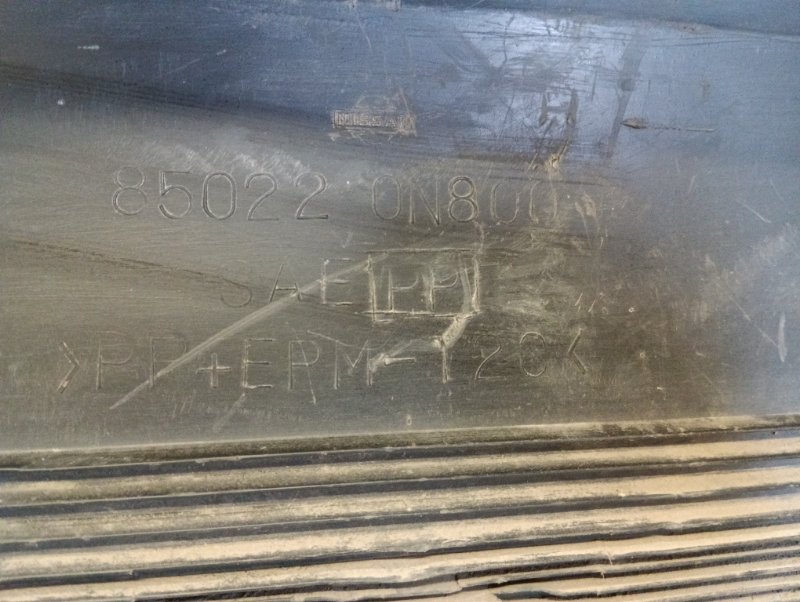 NISSAN
85022 0N800
SAE PP
>PP+EPM-T20<